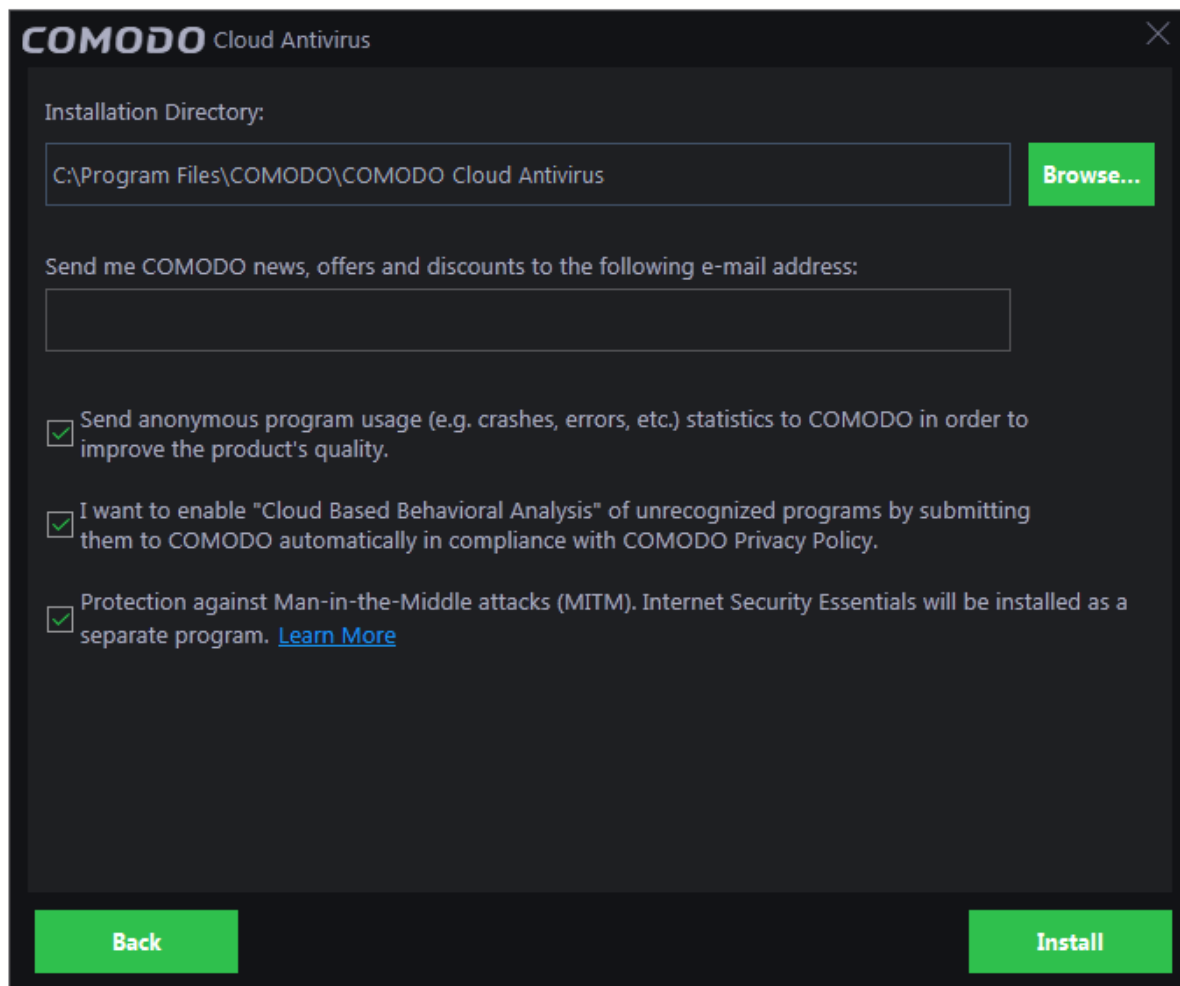 COMODO Cloud Antivirus
Installation Directory:
C:\Program Files\COMODO\COMODO Cloud Antivirus
Browse...
Send me COMODO news, offers and discounts to the following e-mail address:
Send anonymous program usage (e.g. crashes, errors, etc.) statistics to COMODO in order to
improve the product's quality.
I want to enable "Cloud Based Behavioral Analysis" of unrecognized programs by submitting
them to COMODO automatically in compliance with COMODO Privacy Policy.
Protection against Man-in-the-Middle attacks (MITM). Internet Security Essentials will be installed as a
separate program. Learn More
Back
Install